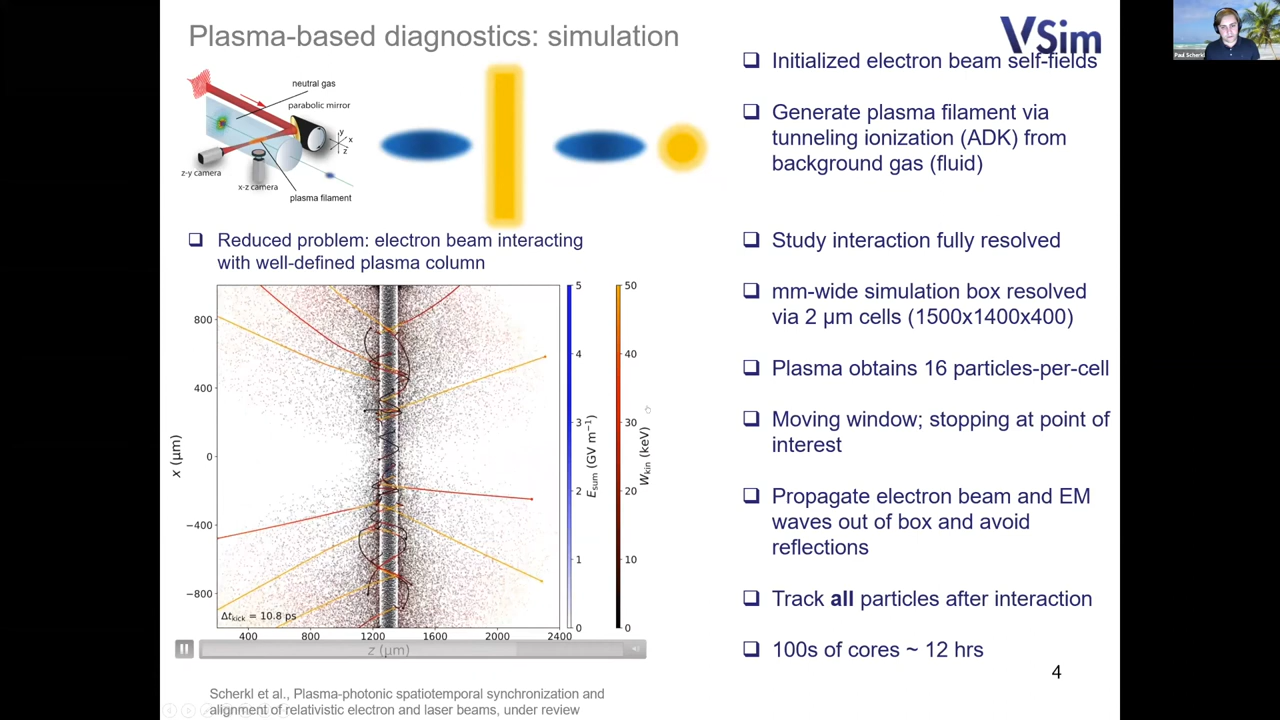 Plasma-based diagnostics: simulation
VSim
Paul Scherkl
neutral gas
parabolic mirror
y
x
z
z-y camera
x-z camera
plasma filament
Reduced problem: electron beam interacting
with well-defined plasma column
800
400
0
−400
−800
x (μm)
Δtkick = 10.8 ps
400
800
1200
1600
2000
2400
z (μm)
5
4
3
2
1
0
Esum (GV m−1)
50
40
30
20
10
0
Wkin (keV)
Initialized electron beam self-fields
Generate plasma filament via
tunneling ionization (ADK) from
background gas (fluid)
Study interaction fully resolved
mm-wide simulation box resolved
via 2 μm cells (1500x1400x400)
Plasma obtains 16 particles-per-cell
Moving window; stopping at point of
interest
Propagate electron beam and EM
waves out of box and avoid
reflections
Track all particles after interaction
100s of cores ~ 12 hrs
4
Scherkl et al., Plasma-photonic spatiotemporal synchronization and
alignment of relativistic electron and laser beams, under review